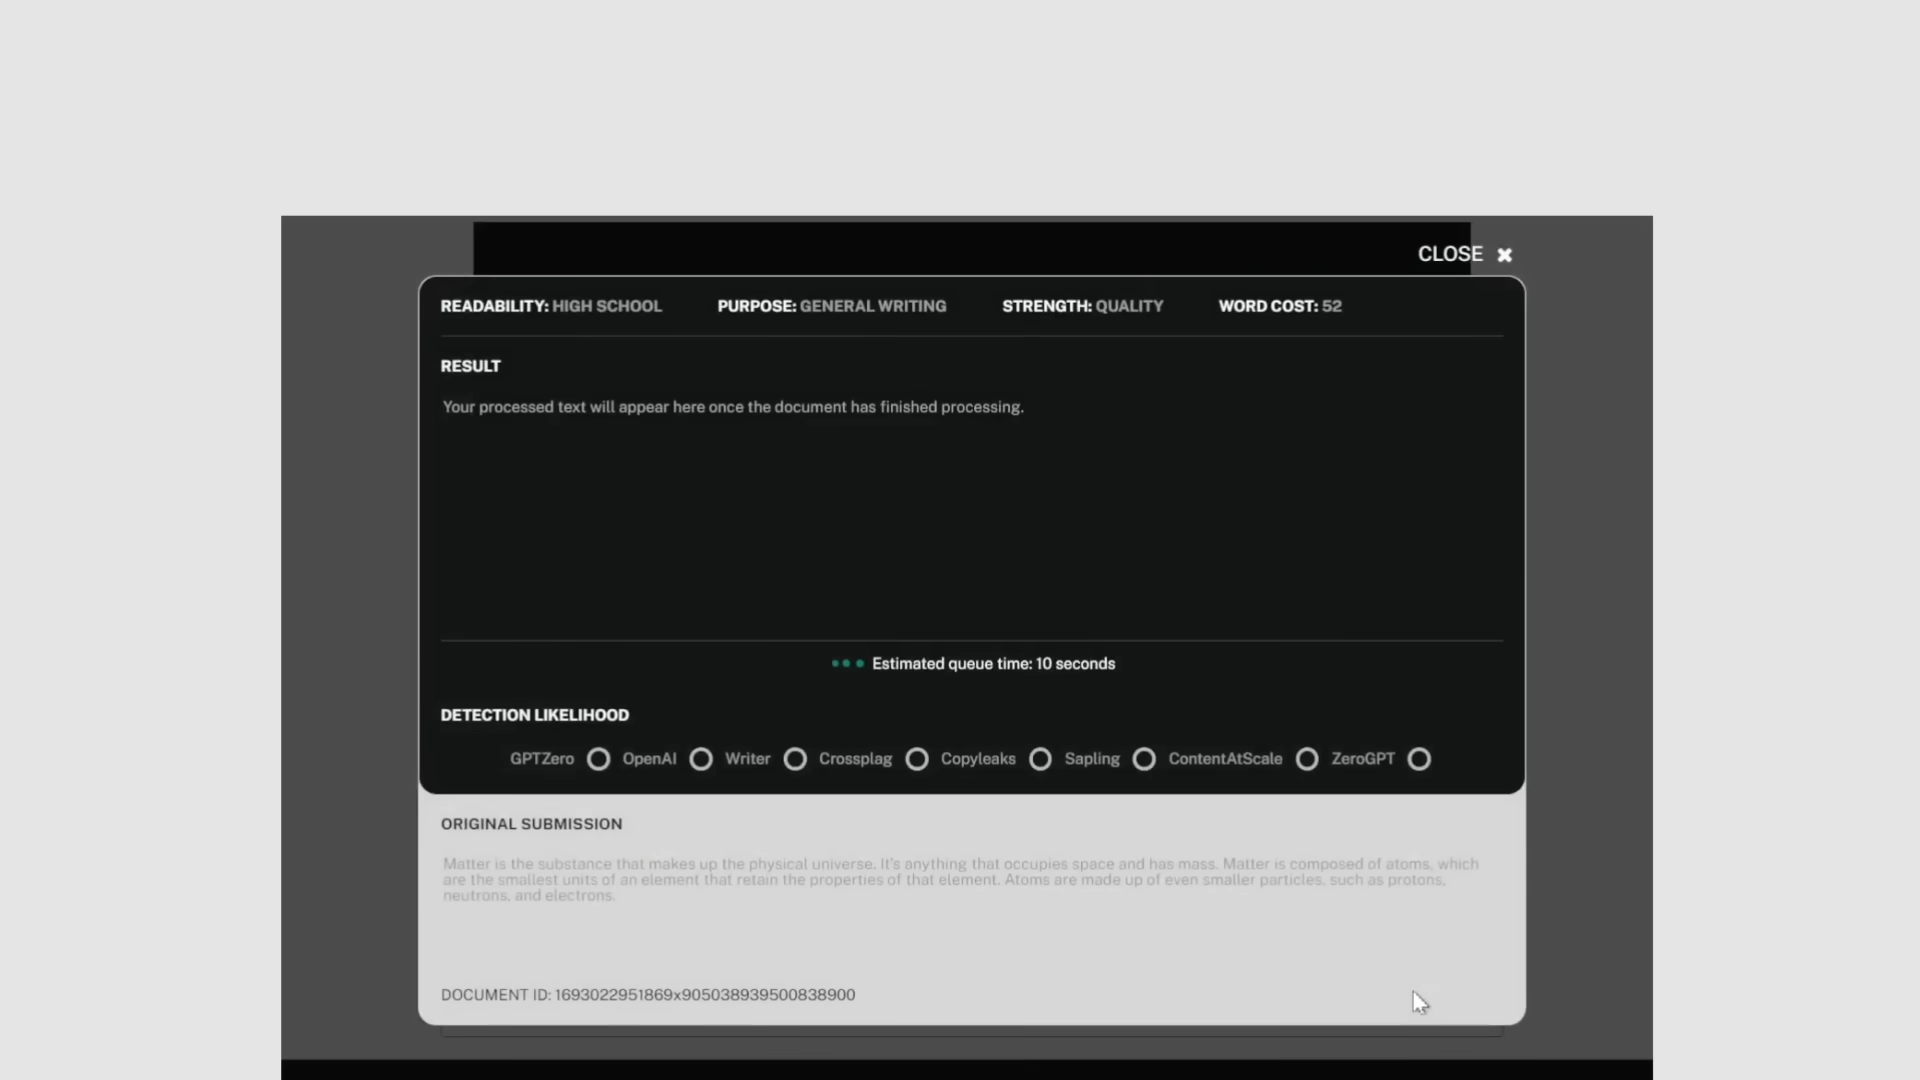 CLOSE ✖
READABILITY: HIGH SCHOOL PURPOSE: GENERAL WRITING STRENGTH: QUALITY WORD COST: 52
RESULT
Your processed text will appear here once the document has finished processing.
Estimated queue time: 10 seconds
DETECTION LIKELIHOOD
GPTZero OpenAI Writer Crossplag Copyleaks Sapling ContentAtScale ZeroGPT
ORIGINAL SUBMISSION
Matter is the substance that makes up the physical universe. It's anything that occupies space and has mass. Matter is composed of atoms, which
are the smallest units of an element that retain the properties of that element. Atoms are made up of even smaller particles, such as protons,
neutrons, and electrons.
DOCUMENT ID: 1693022951869x905038939500838900